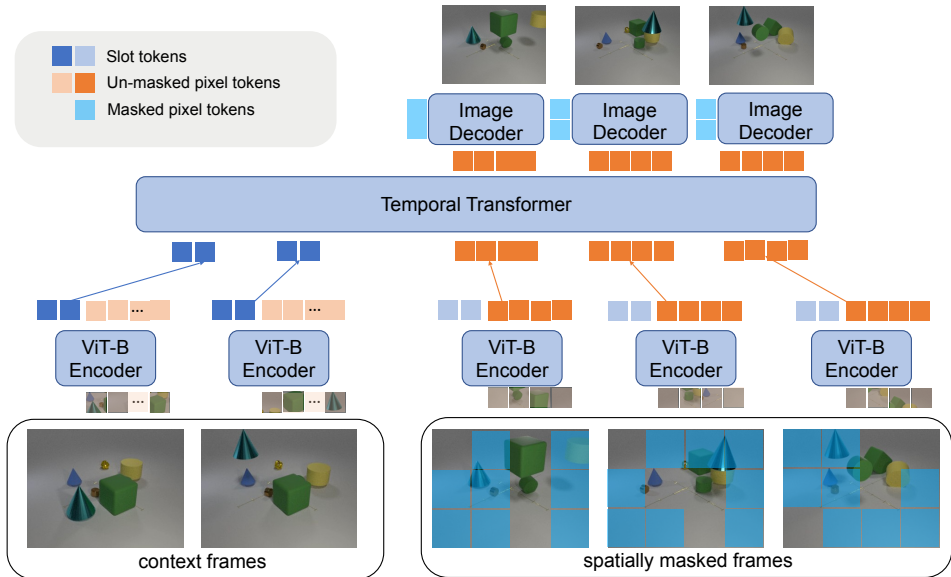 Slot tokens
Un-masked pixel tokens
Masked pixel tokens
Image
Decoder
Image
Decoder
Image
Decoder
Temporal Transformer
...
...
ViT-B
Encoder
ViT-B
Encoder
ViT-B
Encoder
ViT-B
Encoder
ViT-B
Encoder
...
...
context frames
spatially masked frames